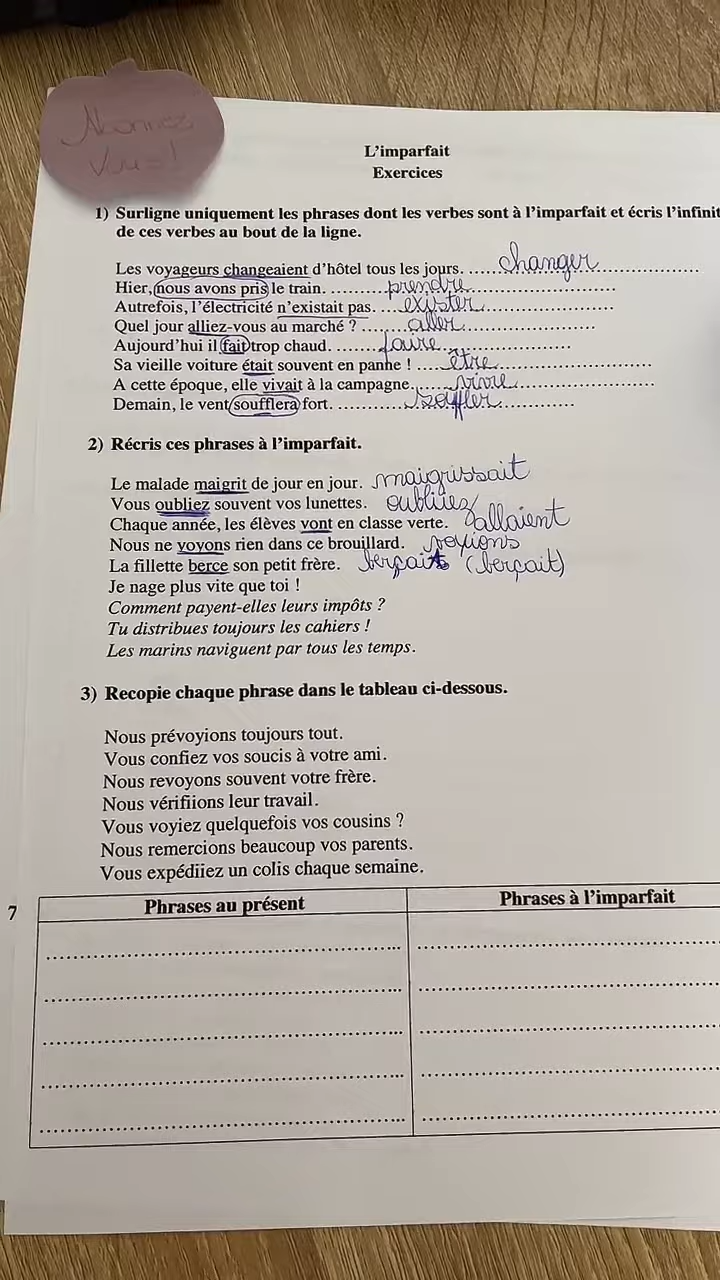 Abonnez
Vous !
L'imparfait
Exercices
1) Surligne uniquement les phrases dont les verbes sont à l'imparfait et écris l'infinit
de ces verbes au bout de la ligne.
Les voyageurs changeaient d'hôtel tous les jours. changer
Hier, nous avons pris le train. prendre
Autrefois, l'électricité n'existait pas. exister
Quel jour alliez-vous au marché ? aller
Aujourd'hui il fait trop chaud. faire
Sa vieille voiture était souvent en panne ! être
A cette époque, elle vivait à la campagne. vivre
Demain, le vent soufflera fort. souffler
2) Récris ces phrases à l'imparfait.
Le malade maigrit de jour en jour. maigrissait
Vous oubliez souvent vos lunettes. oubliiez
Chaque année, les élèves vont en classe verte. allaient
Nous ne voyons rien dans ce brouillard. voyions
La fillette berce son petit frère. berçait (berçait)
Je nage plus vite que toi !
Comment payent-elles leurs impôts ?
Tu distribues toujours les cahiers !
Les marins naviguent par tous les temps.
3) Recopie chaque phrase dans le tableau ci-dessous.
Nous prévoyions toujours tout.
Vous confiez vos soucis à votre ami.
Nous revoyons souvent votre frère.
Nous vérifiions leur travail.
Vous voyiez quelquefois vos cousins ?
Nous remercions beaucoup vos parents.
Vous expédiiez un colis chaque semaine.
7
Phrases au présent Phrases à l'imparfait